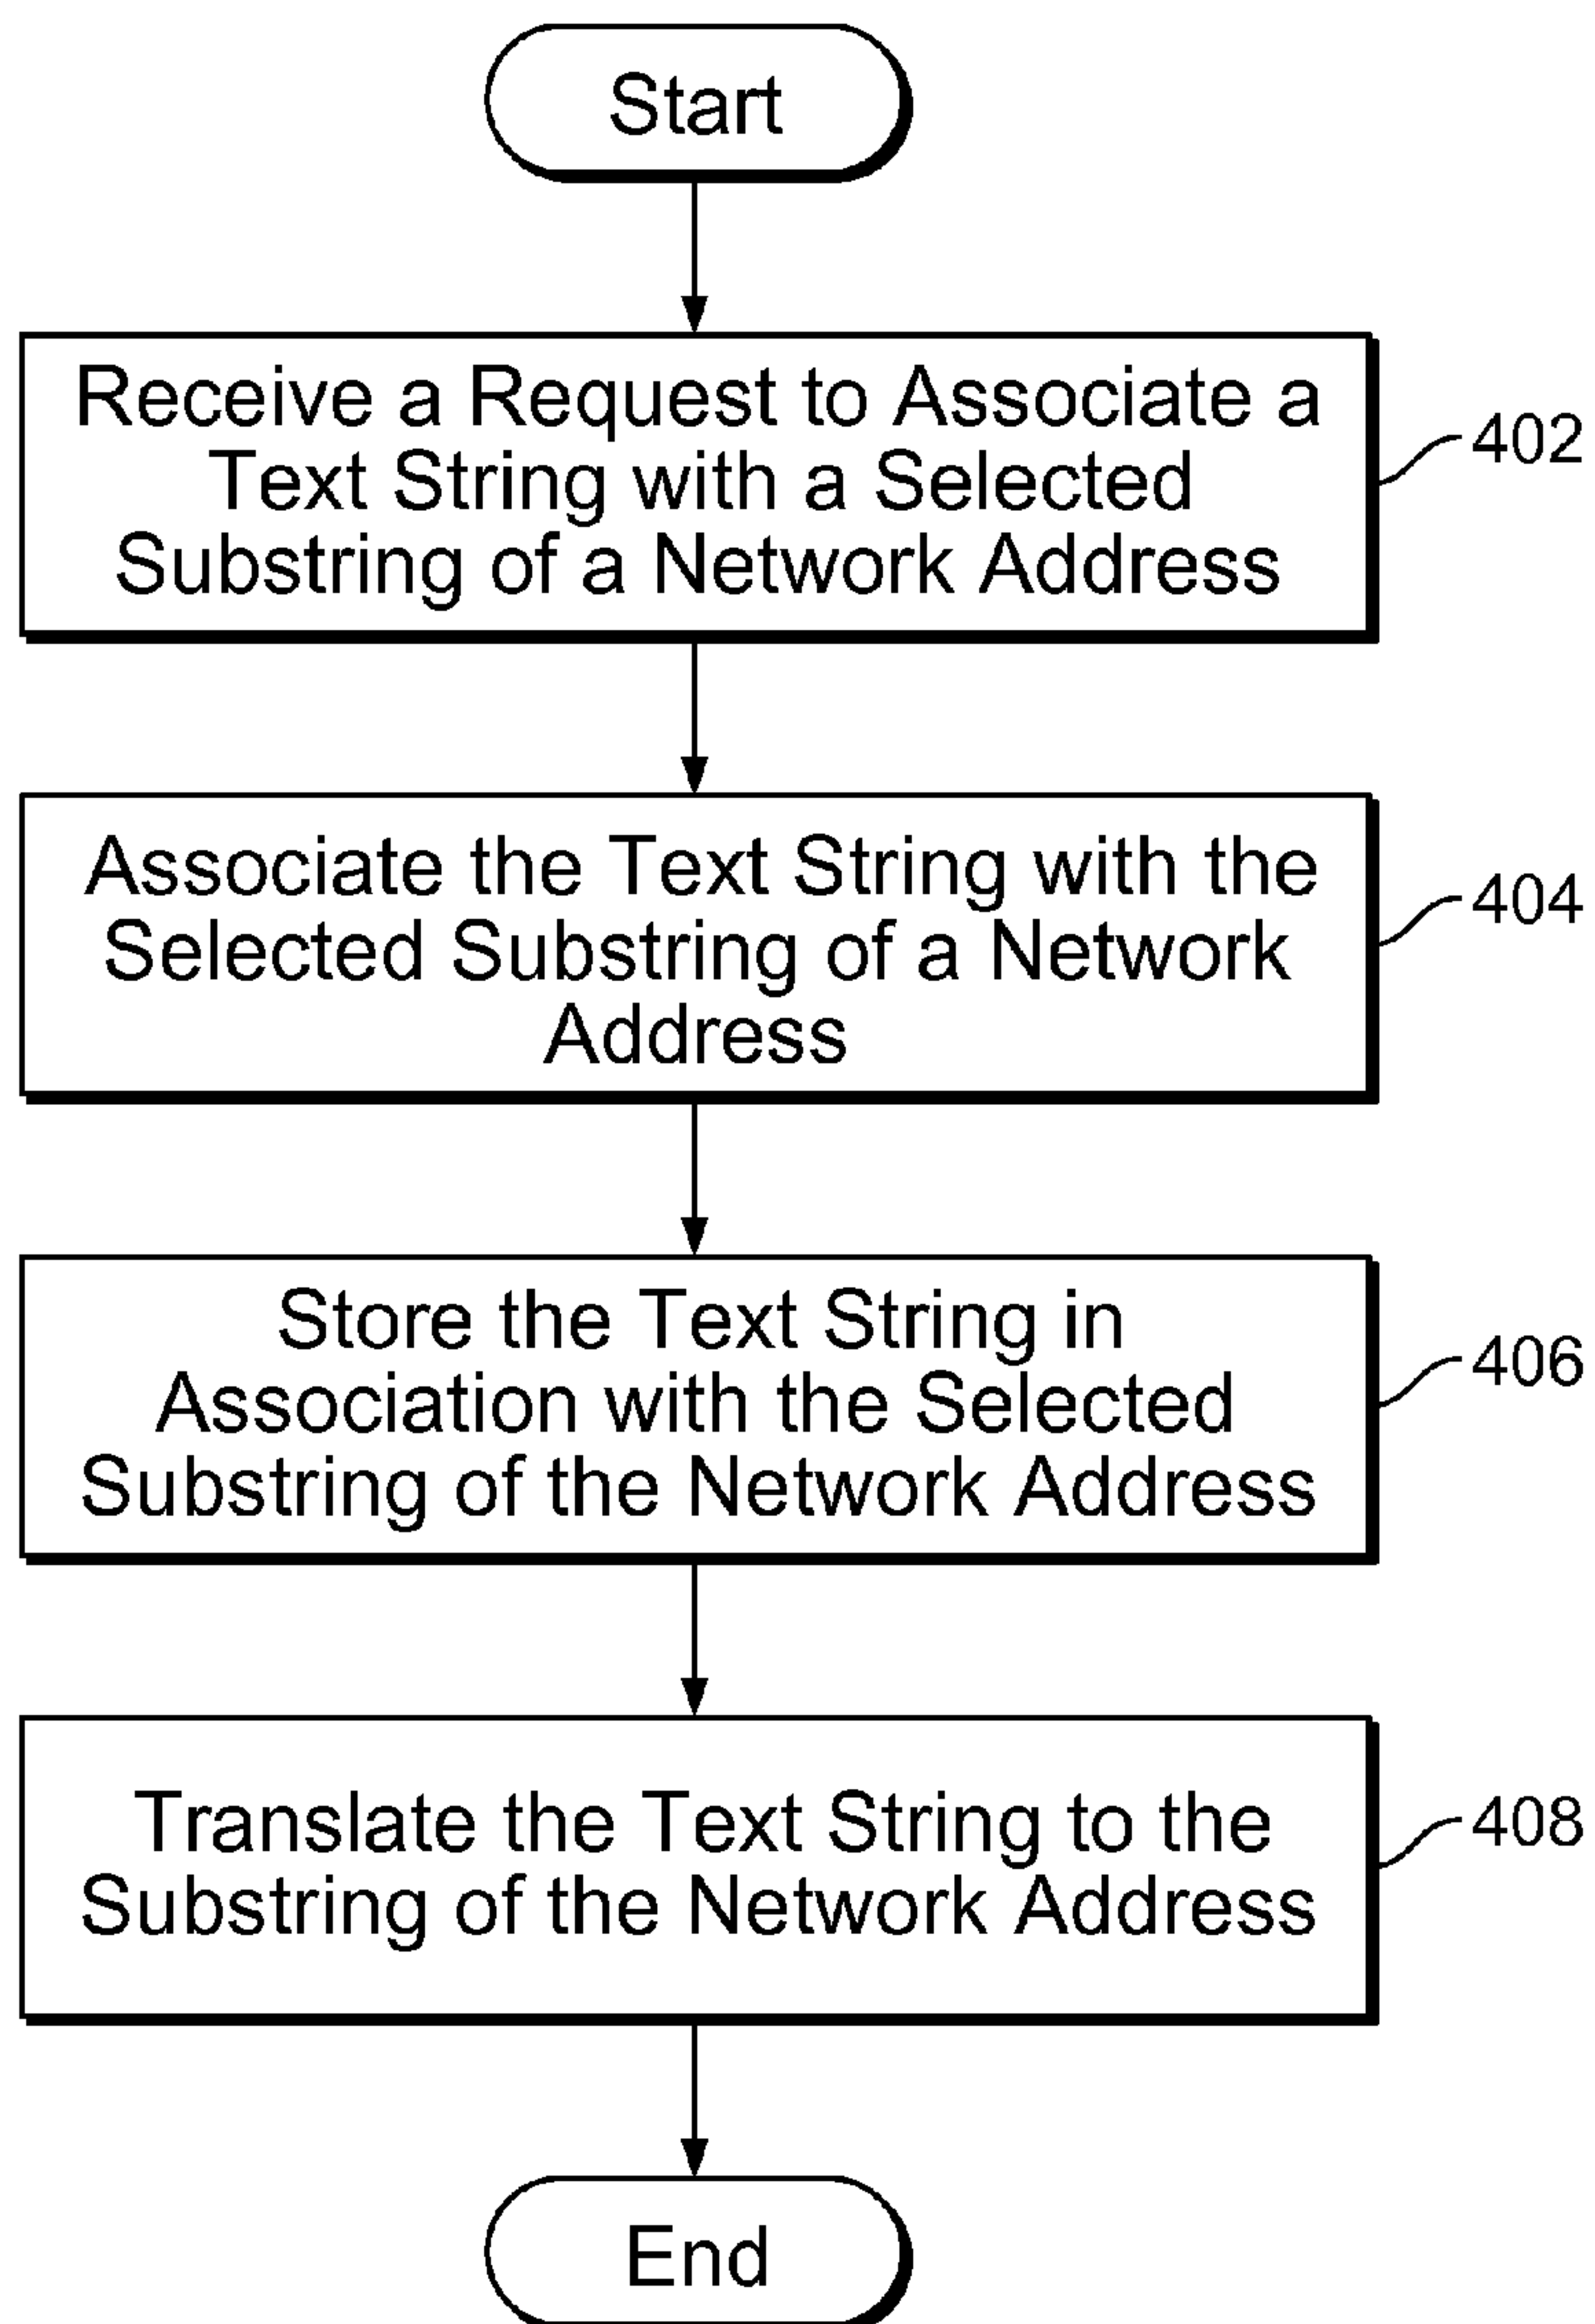 Start
Receive a Request to Associate a
Text String with a Selected
Substring of a Network Address
402
Associate the Text String with the
Selected Substring of a Network
Address
404
Store the Text String in
Association with the Selected
Substring of the Network Address
406
Translate the Text String to the
Substring of the Network Address
408
End